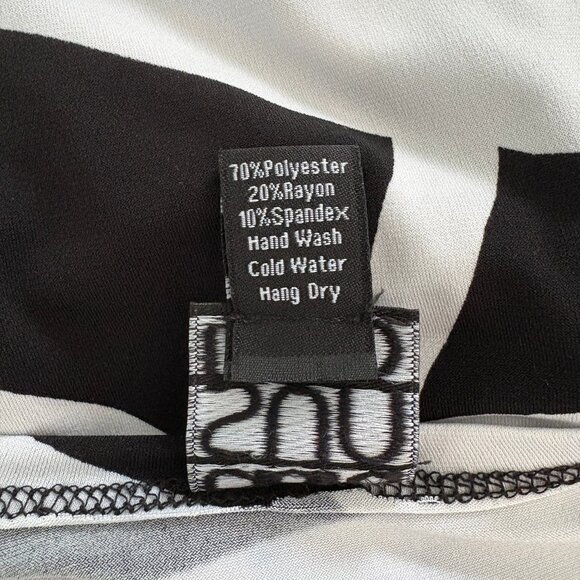 70%Polyester
20%Rayon
10%Spandex
Hand Wash
Cold Water
Hang Dry